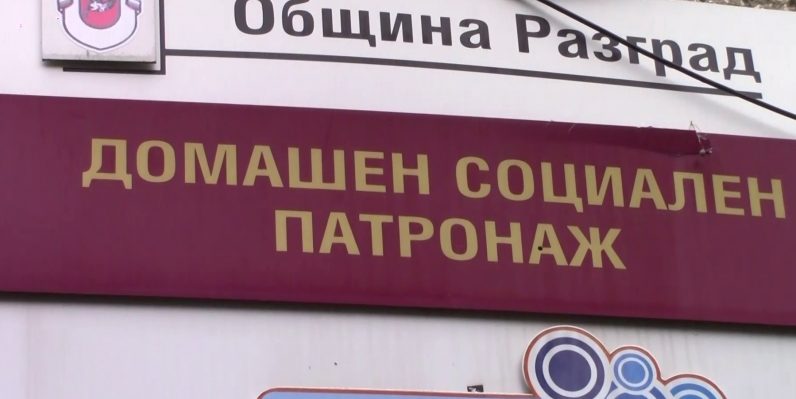 Община Разград
ДОМАШЕН СОЦИАЛЕН
ПАТРОНАЖ